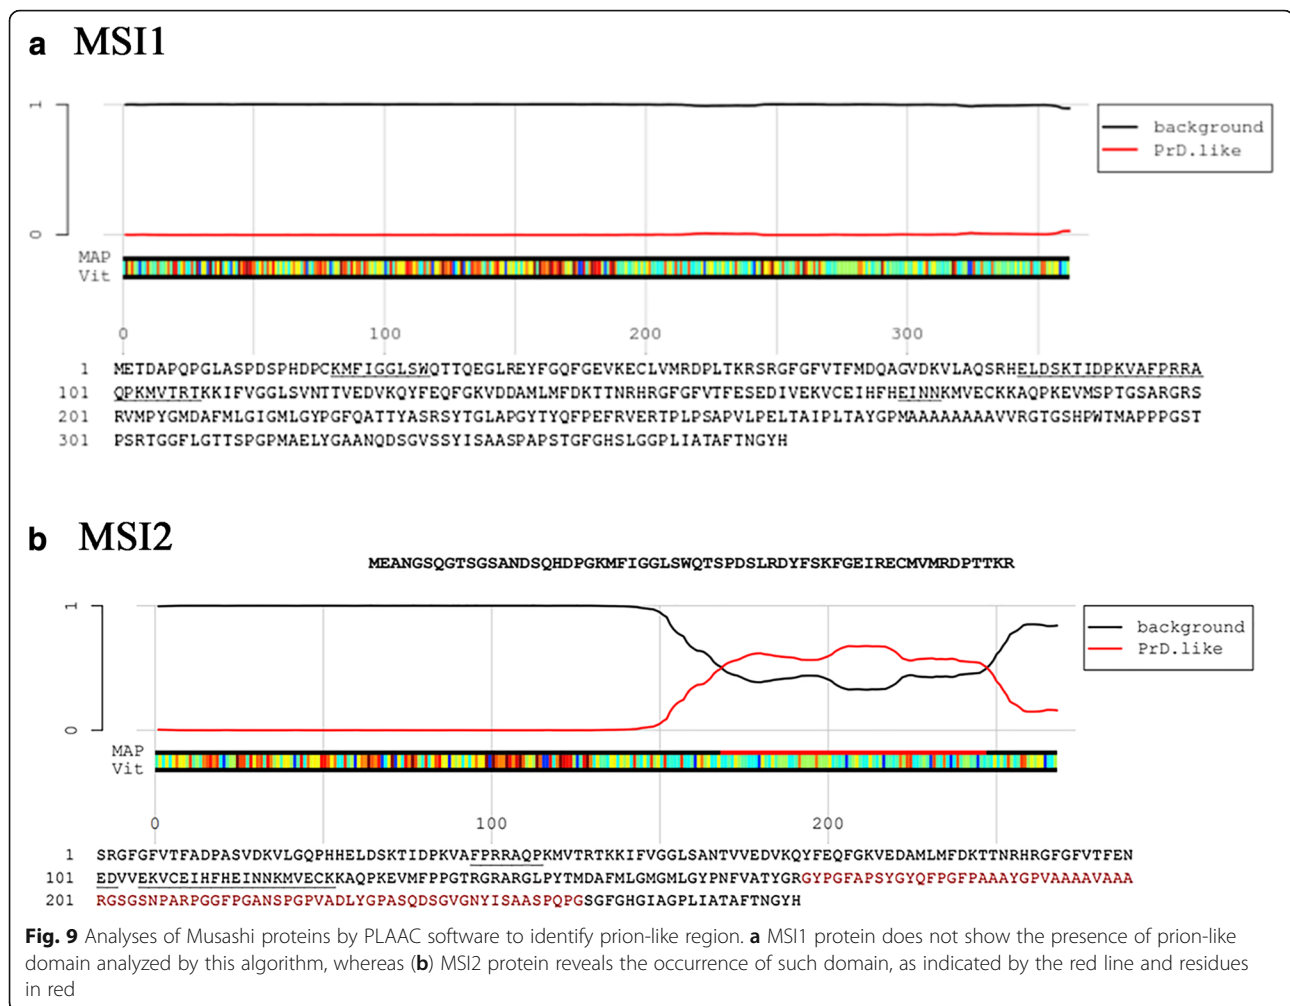 a MSI1
1
0
background
PrD.like
MAP
Vit
0 100 200 300
1 METDAPQPGLASPDSPHDPCKMFIGGLSWQTTQEGLREYFGQFGEVKECLVMRDPLTKRSRGFGFVTFMDQAGVDKVLAQSRHELDSKTIDPKVAFPRRA
101 QPKMVTRTKKIFVGGLSVNTTVEDVKQYFEQFGKVDDAMLMFDKTTNRHRGFGFVTFESEDIVEKVCEIHFHEINNKMVECKKAQPKEVMSPTGSARGRS
201 RVMPYGMDAFMLGIGMLGYPGFQATTYASRSYTGLAPGYTYQFPEFRVERTPLPSAPVLPELTAIPLTAYGPMAAAAAAAVVRGTGSHPWTMAPPPGST
301 PSRTGGFLGTTSPGPMAELYGAANQDSGVSSYISAASPAPSTGFGHSLGGPLIATAFTNGYH
b MSI2
MEANGSQGTSGSANDSQHDPGKMFIGGLSWQTSPDSLRDYFSKFGEIRECMVMRDPTTKR
1
0
background
PrD.like
MAP
Vit
0 100 200
1 SRGFGFVTFADPASVDKVLGQPHHELDSKTIDPKVAFPRRAQPKMVTRTKKIFVGGLSANTVVEDVKQYFEQFGKVEDAMLMFDKTTNRHRGFGFVTFEN
101 EDVVEKVCEIHFHEINNKMVECKKAQPKEVMFPPGTRGRARGLPYTMDAFMLGMGMLGYPNFVATYGRGYPGFAPSYGYQFPGFPAAAYGPVAAAAVAAA
201 RGSGSNPARPGGFPGANSPGPVADLYGPASQDSGVGNYISAASPQPGSGFGHGIAGPLIATAFTNGYH
Fig. 9 Analyses of Musashi proteins by PLAAC software to identify prion-like region. a MSI1 protein does not show the presence of prion-like
domain analyzed by this algorithm, whereas (b) MSI2 protein reveals the occurrence of such domain, as indicated by the red line and residues
in red